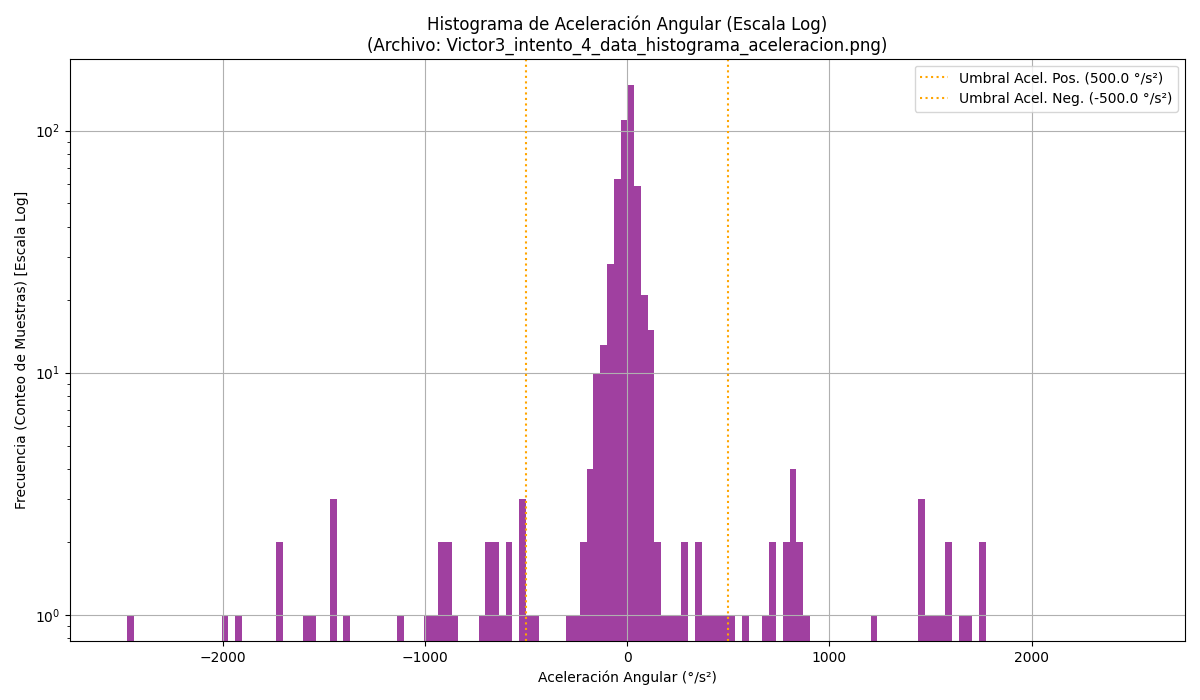 Histograma de Aceleración Angular (Escala Log)
(Archivo: Victor3_intento_4_data_histograma_aceleracion.png)
Umbral Acel. Pos. (500.0 °/s²)
Umbral Acel. Neg. (-500.0 °/s²)
Frecuencia (Conteo de Muestras) [Escala Log]
10²
10¹
10⁰
−2000 −1000 0 1000 2000
Aceleración Angular (°/s²)